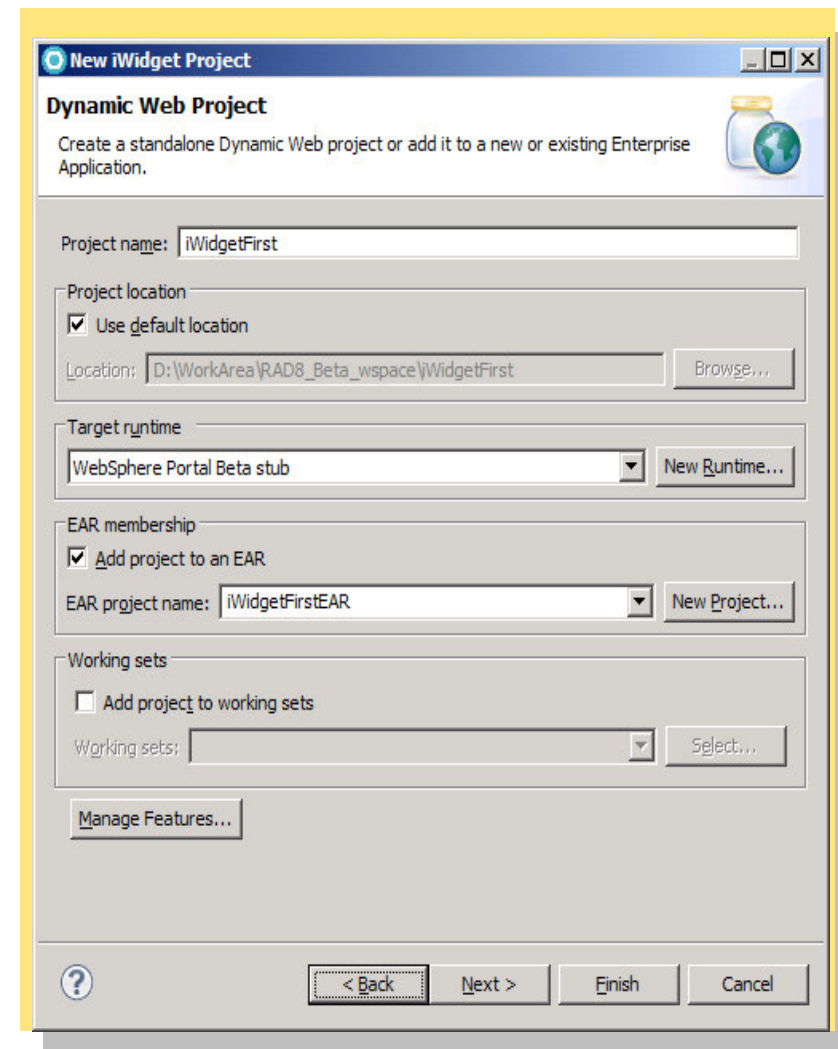 New iWidget Project
Dynamic Web Project
Create a standalone Dynamic Web project or add it to a new or existing Enterprise
Application.
Project name: iWidgetFirst
Project location
Use default location
Location: D:\WorkArea\RAD8_Beta_wspace\iWidgetFirst Browse...
Target runtime
WebSphere Portal Beta stub New Runtime...
EAR membership
Add project to an EAR
EAR project name: iWidgetFirstEAR New Project...
Working sets
Add project to working sets
Working sets: Select...
Manage Features...
? < Back Next > Finish Cancel